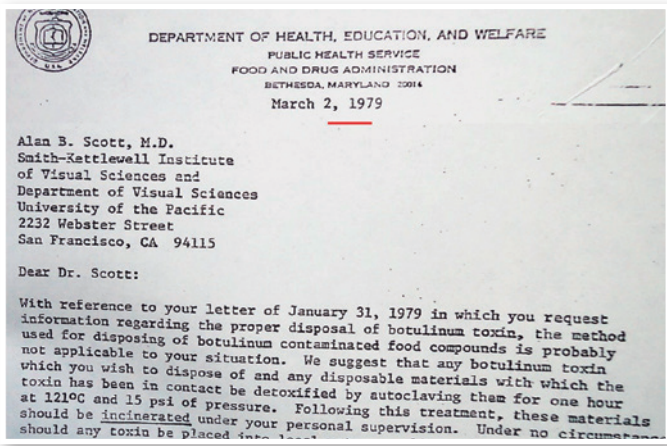 DEPARTMENT OF HEALTH, EDUCATION, AND WELFARE
PUBLIC HEALTH SERVICE
FOOD AND DRUG ADMINISTRATION
BETHESDA, MARYLAND 20014
March 2, 1979
Alan B. Scott, M.D.
Smith-Kettlewell Institute
of Visual Sciences and
Department of Visual Sciences
University of the Pacific
2232 Webster Street
San Francisco, CA 94115
Dear Dr. Scott:
With reference to your letter of January 31, 1979 in which you request
information regarding the proper disposal of botulinum toxin, the method
used for disposing of botulinum contaminated food compounds is probably
not applicable to your situation. We suggest that any botulinum toxin
which you wish to dispose of and any disposable materials with which the
toxin has been in contact be detoxified by autoclaving them for one hour
at 121ºC and 15 psi of pressure. Following this treatment, these materials
should be incinerated under your personal supervision. Under no
should any toxin be placed into